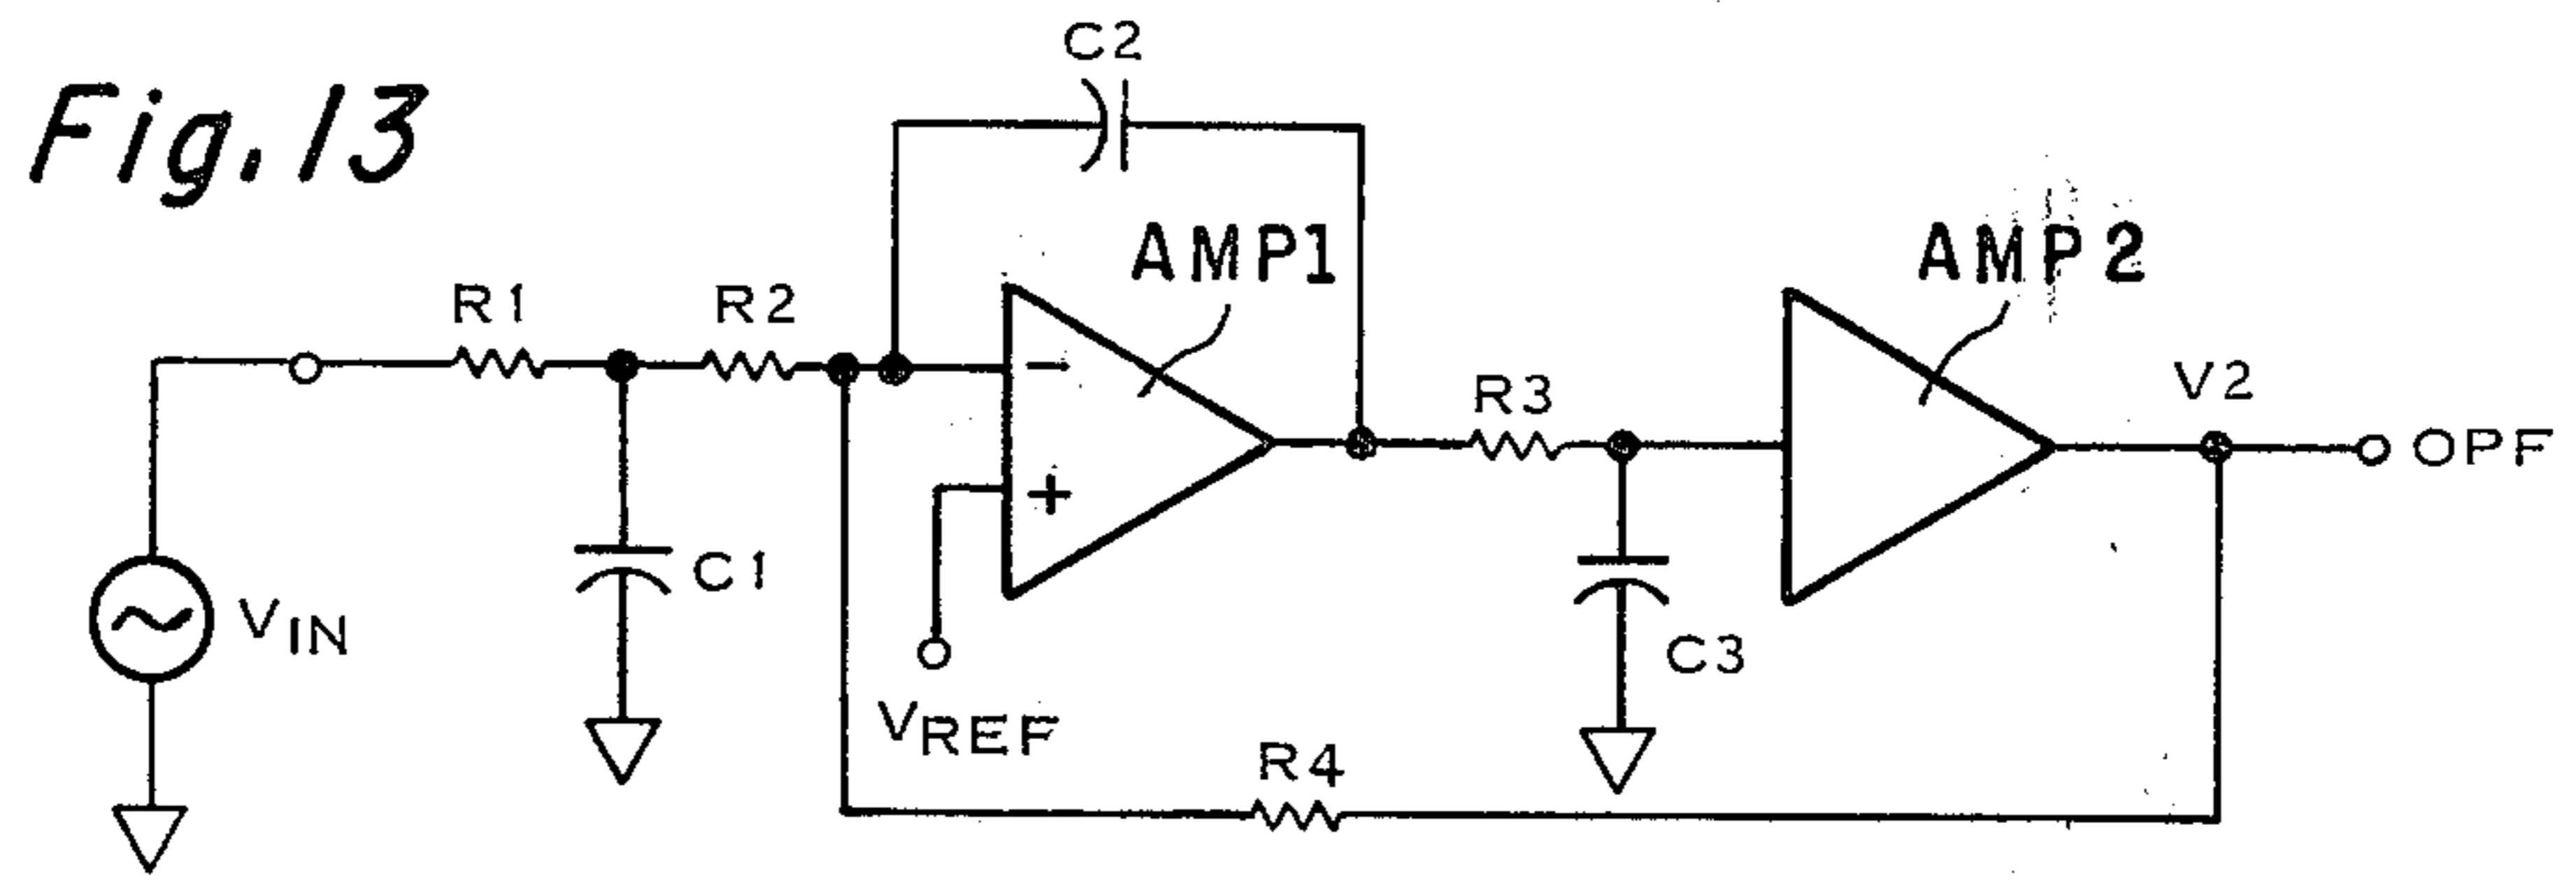 Fig. 13
C2
AMP1
AMP2
R1
R2
R3
V2
OPF
−
+
C1
VIN
VREF
C3
R4